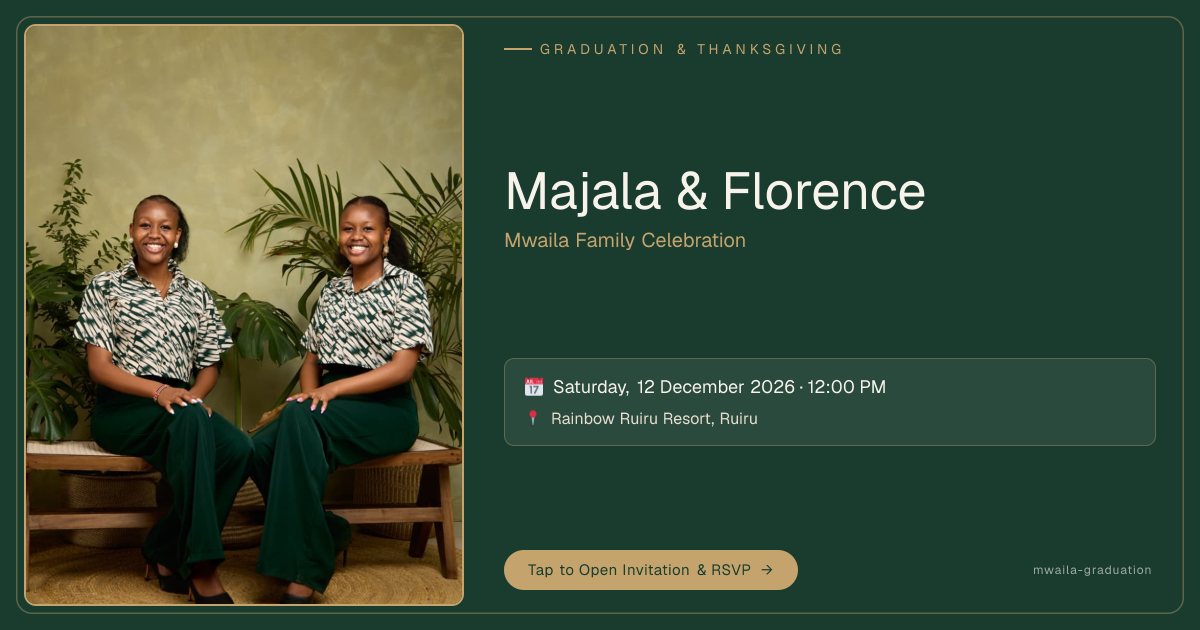 GRADUATION & THANKSGIVING
Majala & Florence
Mwaila Family Celebration
📅 Saturday, 12 December 2026 · 12:00 PM
📍 Rainbow Ruiru Resort, Ruiru
Tap to Open Invitation & RSVP →
mwaila-graduation